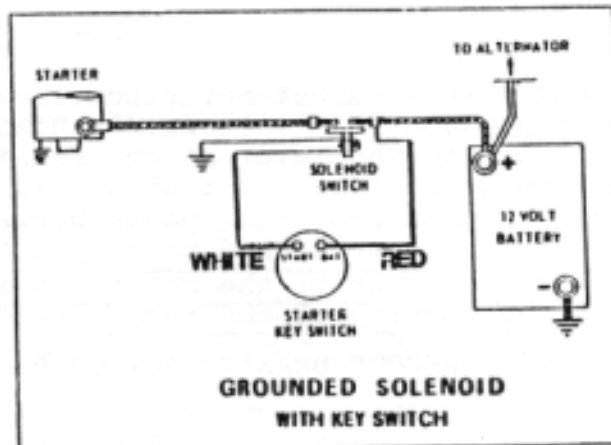 TO ALTERNATOR
STARTER
SOLENOID
SWITCH
+
12 VOLT
BATTERY
START BAT
WHITE
RED
STARTER
KEY SWITCH
-
GROUNDED SOLENOID
WITH KEY SWITCH